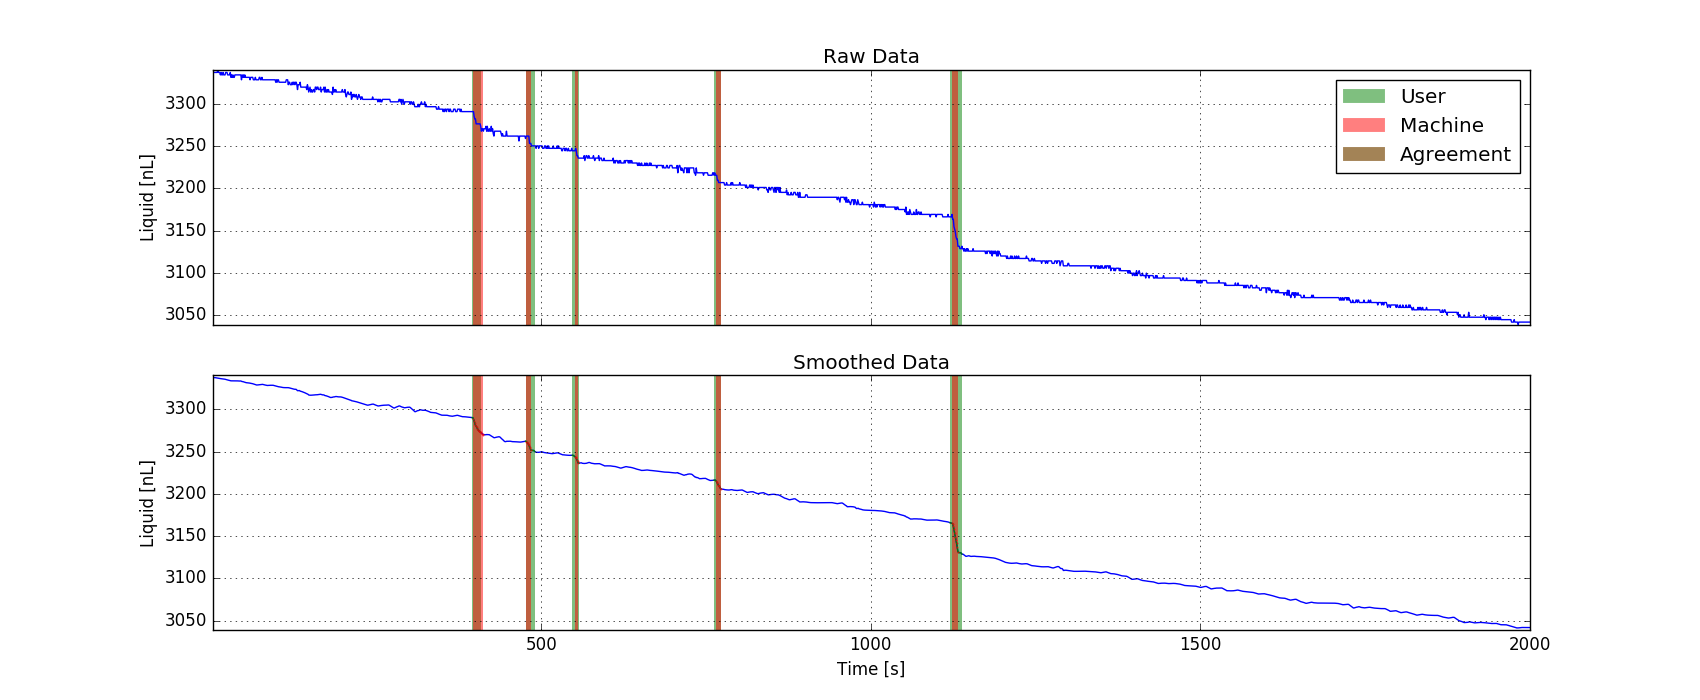 Raw Data
3300
3250
3200
3150
3100
3050
Liquid [nL]
User
Machine
Agreement
Smoothed Data
3300
3250
3200
3150
3100
3050
Liquid [nL]
500
1000
1500
2000
Time [s]